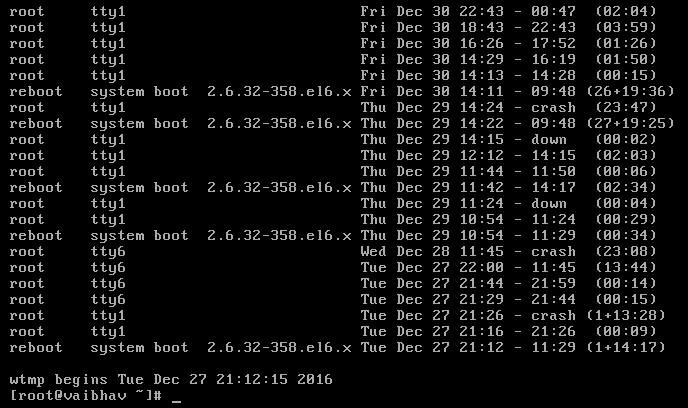 root     tty1                          Fri Dec 30 22:43 - 00:47  (02:04)
root     tty1                          Fri Dec 30 18:43 - 22:43  (03:59)
root     tty1                          Fri Dec 30 16:26 - 17:52  (01:26)
root     tty1                          Fri Dec 30 14:29 - 16:19  (01:50)
root     tty1                          Fri Dec 30 14:13 - 14:28  (00:15)
reboot   system boot  2.6.32-358.el6.x Fri Dec 30 14:11 - 09:48 (26+19:36)
root     tty1                          Thu Dec 29 14:24 - crash  (23:47)
reboot   system boot  2.6.32-358.el6.x Thu Dec 29 14:22 - 09:48 (27+19:25)
root     tty1                          Thu Dec 29 14:15 - down   (00:02)
root     tty1                          Thu Dec 29 12:12 - 14:15  (02:03)
root     tty1                          Thu Dec 29 11:44 - 11:50  (00:06)
reboot   system boot  2.6.32-358.el6.x Thu Dec 29 11:42 - 14:17  (02:34)
root     tty1                          Thu Dec 29 11:24 - down   (00:04)
root     tty1                          Thu Dec 29 10:54 - 11:24  (00:29)
reboot   system boot  2.6.32-358.el6.x Thu Dec 29 10:54 - 11:29  (00:34)
root     tty6                          Wed Dec 28 11:45 - crash  (23:08)
root     tty6                          Tue Dec 27 22:00 - 11:45  (13:44)
root     tty6                          Tue Dec 27 21:44 - 21:59  (00:14)
root     tty6                          Tue Dec 27 21:29 - 21:44  (00:15)
root     tty1                          Tue Dec 27 21:26 - crash (1+13:28)
root     tty1                          Tue Dec 27 21:16 - 21:26  (00:09)
reboot   system boot  2.6.32-358.el6.x Tue Dec 27 21:12 - 11:29 (1+14:17)

wtmp begins Tue Dec 27 21:12:15 2016
[root@vaibhav ~]# _